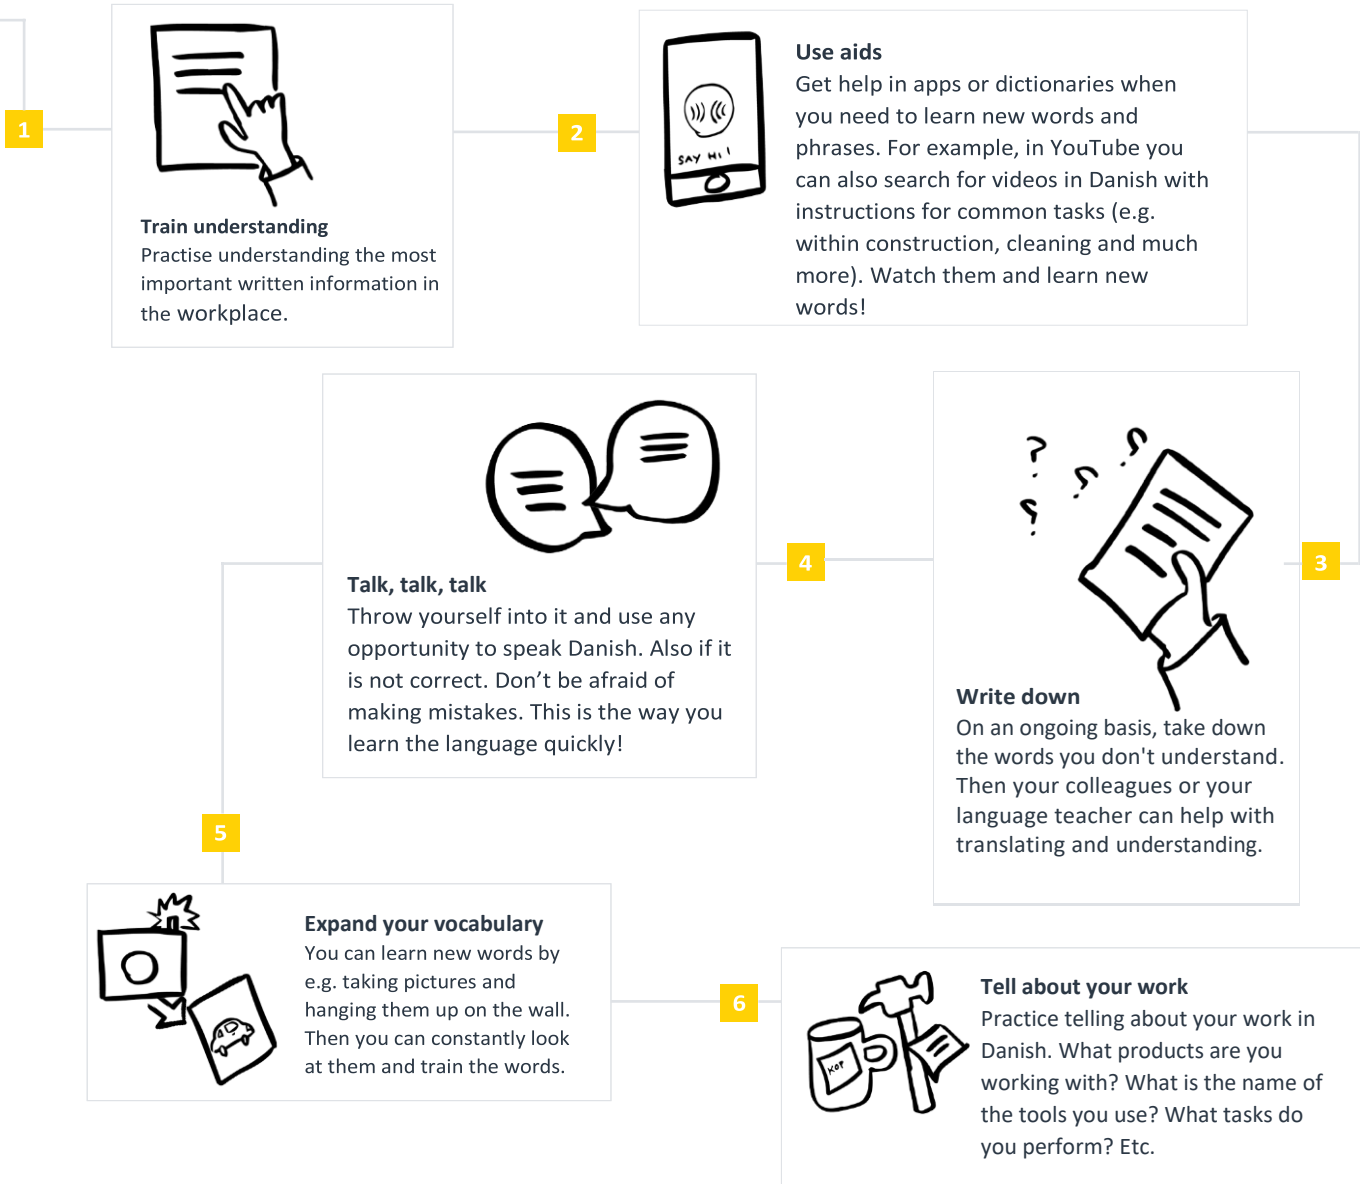 1
Train understanding
Practise understanding the most
important written information in
the workplace.
2
SAY HI!
Use aids
Get help in apps or dictionaries when
you need to learn new words and
phrases. For example, in YouTube you
can also search for videos in Danish with
instructions for common tasks (e.g.
within construction, cleaning and much
more). Watch them and learn new
words!
3
? ? ? ?
Write down
On an ongoing basis, take down
the words you don't understand.
Then your colleagues or your
language teacher can help with
translating and understanding.
4
Talk, talk, talk
Throw yourself into it and use any
opportunity to speak Danish. Also if it
is not correct. Don’t be afraid of
making mistakes. This is the way you
learn the language quickly!
5
Expand your vocabulary
You can learn new words by
e.g. taking pictures and
hanging them up on the wall.
Then you can constantly look
at them and train the words.
6
KOP
Tell about your work
Practice telling about your work in
Danish. What products are you
working with? What is the name of
the tools you use? What tasks do
you perform? Etc.